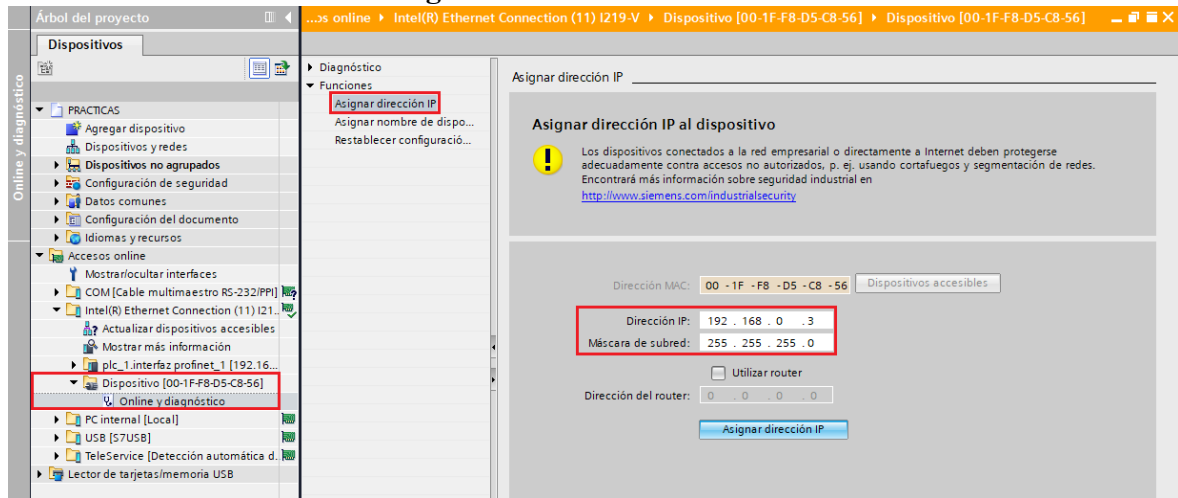 Árbol del proyecto
...os online ▸ Intel(R) Ethernet Connection (11) I219-V ▸ Dispositivo [00-1F-F8-D5-C8-56] ▸ Dispositivo [00-1F-F8-D5-C8-56]
Dispositivos
Online y diagnóstico
PRACTICAS
Agregar dispositivo
Dispositivos y redes
Dispositivos no agrupados
Configuración de seguridad
Datos comunes
Configuración del documento
Idiomas y recursos
Accesos online
Mostrar/ocultar interfaces
COM [Cable multimaestro RS-232/PPI]
Intel(R) Ethernet Connection (11) I21..
Actualizar dispositivos accesibles
Mostrar más información
plc_1.interfaz profinet_1 [192.16...
Dispositivo [00-1F-F8-D5-C8-56]
Online y diagnóstico
PC internal [Local]
USB [S7USB]
TeleService [Detección automática d.
Lector de tarjetas/memoria USB
Diagnóstico
Funciones
Asignar dirección IP
Asignar nombre de dispo...
Restablecer configuració...
Asignar dirección IP
Asignar dirección IP al dispositivo
Los dispositivos conectados a la red empresarial o directamente a Internet deben protegerse
adecuadamente contra accesos no autorizados, p. ej. usando cortafuegos y segmentación de redes.
Encontrará más información sobre seguridad industrial en
http://www.siemens.com/industrialsecurity
Dirección MAC: 00 -1F -F8 -D5 -C8 -56 Dispositivos accesibles
Dirección IP: 192 . 168 . 0 . 3
Máscara de subred: 255 . 255 . 255 . 0
Utilizar router
Dirección del router: 0 . 0 . 0 . 0
Asignar dirección IP